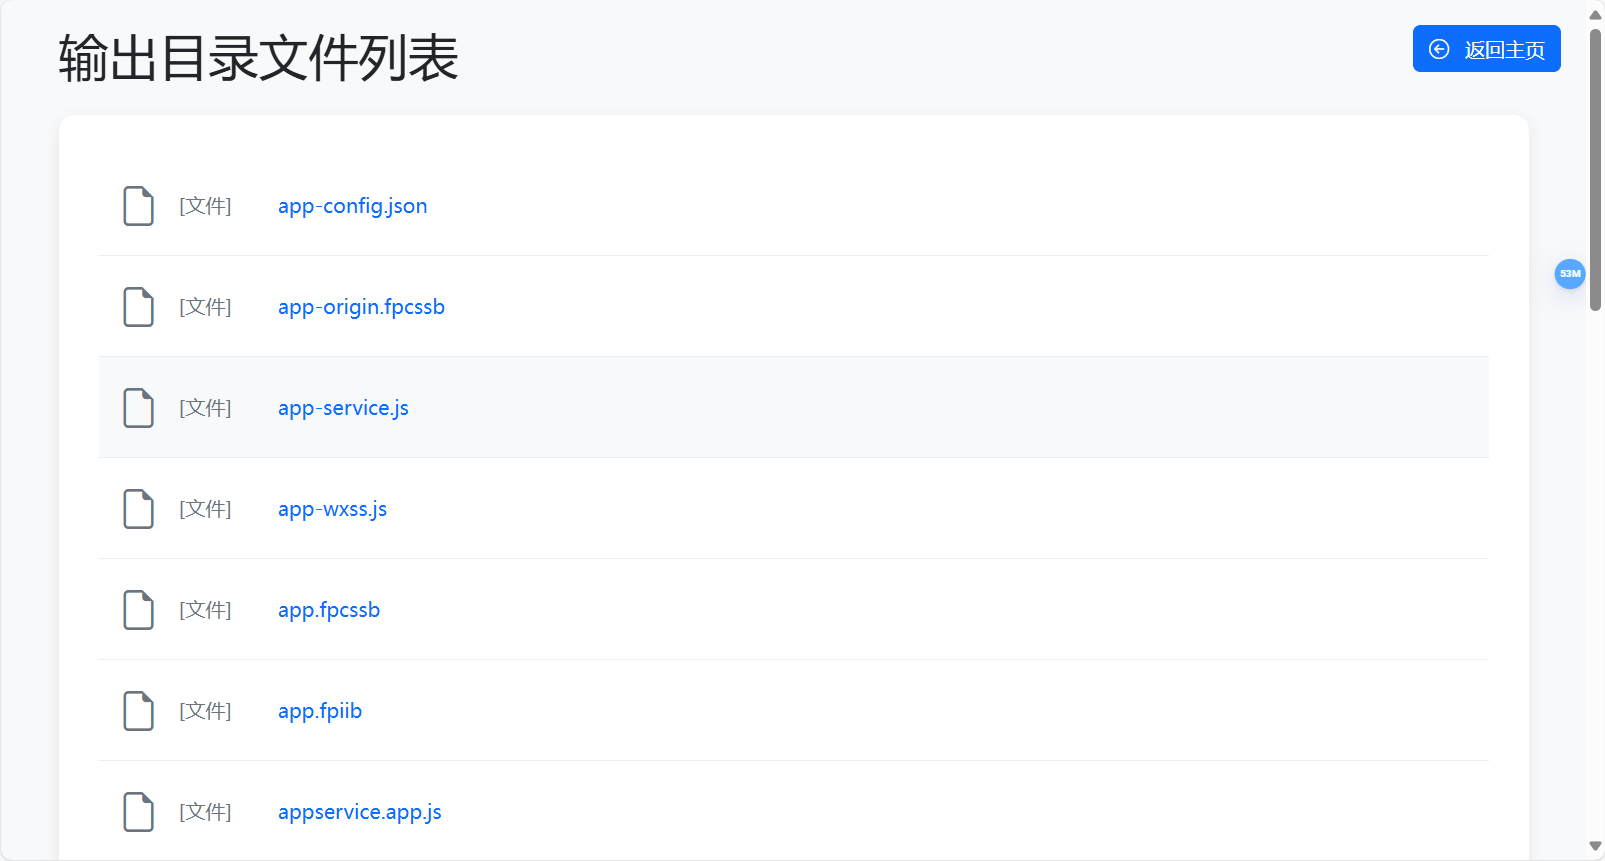 输出目录文件列表
返回主页
[文件] app-config.json
[文件] app-origin.fpcssb
53M
[文件] app-service.js
[文件] app-wxss.js
[文件] app.fpcssb
[文件] app.fpiib
[文件] appservice.app.js